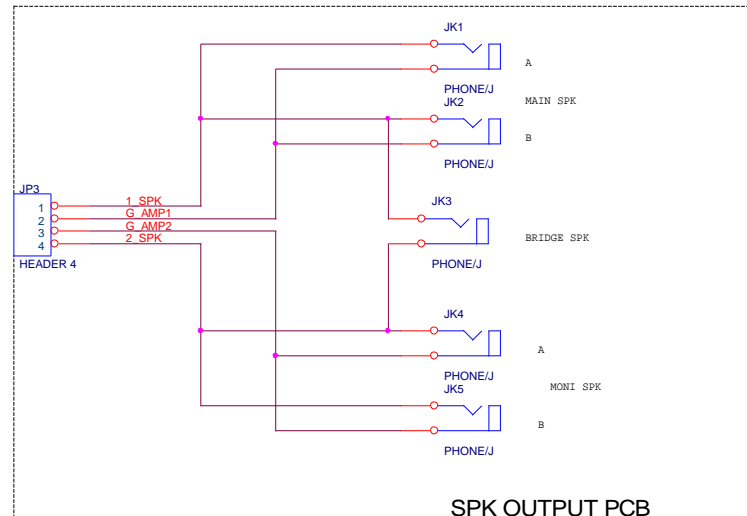 JK1
A
PHONE/J
JK2
MAIN SPK
B
PHONE/J
JP3
1
2
3
4
1_SPK
G_AMP1
G_AMP2
2_SPK
HEADER 4
JK3
BRIDGE SPK
PHONE/J
JK4
A
PHONE/J
JK5
MONI SPK
B
PHONE/J
SPK OUTPUT PCB